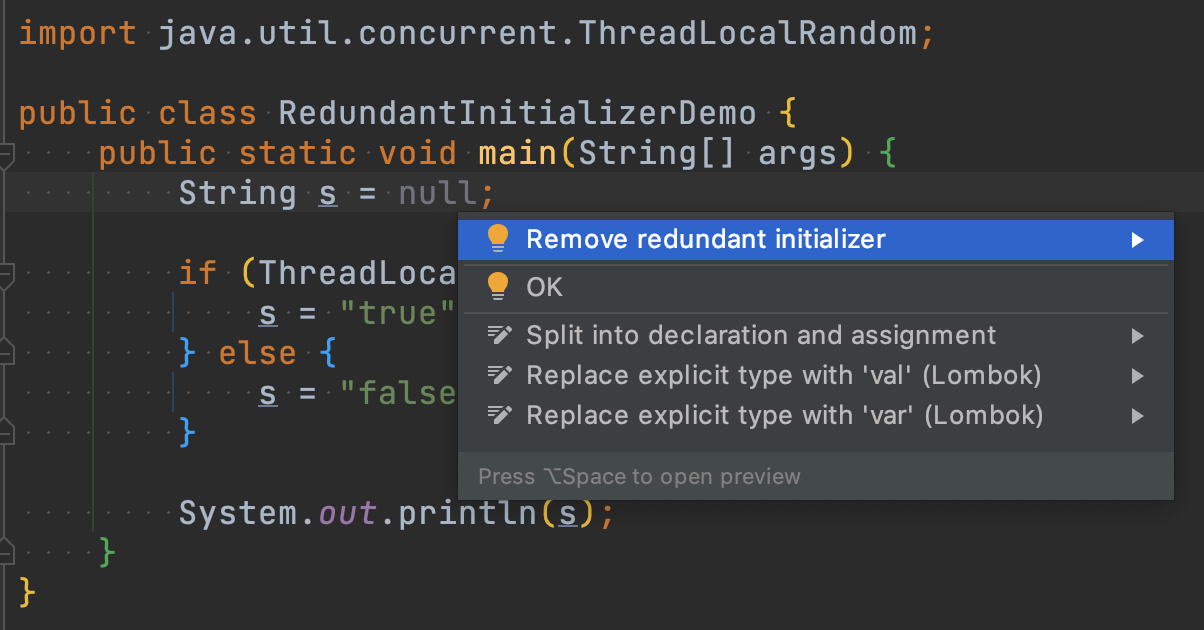 import java.util.concurrent.ThreadLocalRandom;
public class RedundantInitializerDemo {
public static void main(String[] args) {
String s = null;
Remove redundant initializer
if (ThreadLoca
OK
s = "true"
Split into declaration and assignment
} else {
Replace explicit type with 'val' (Lombok)
s = "false
Replace explicit type with 'var' (Lombok)
}
Press ⌥Space to open preview
System.out.println(s);
}
}